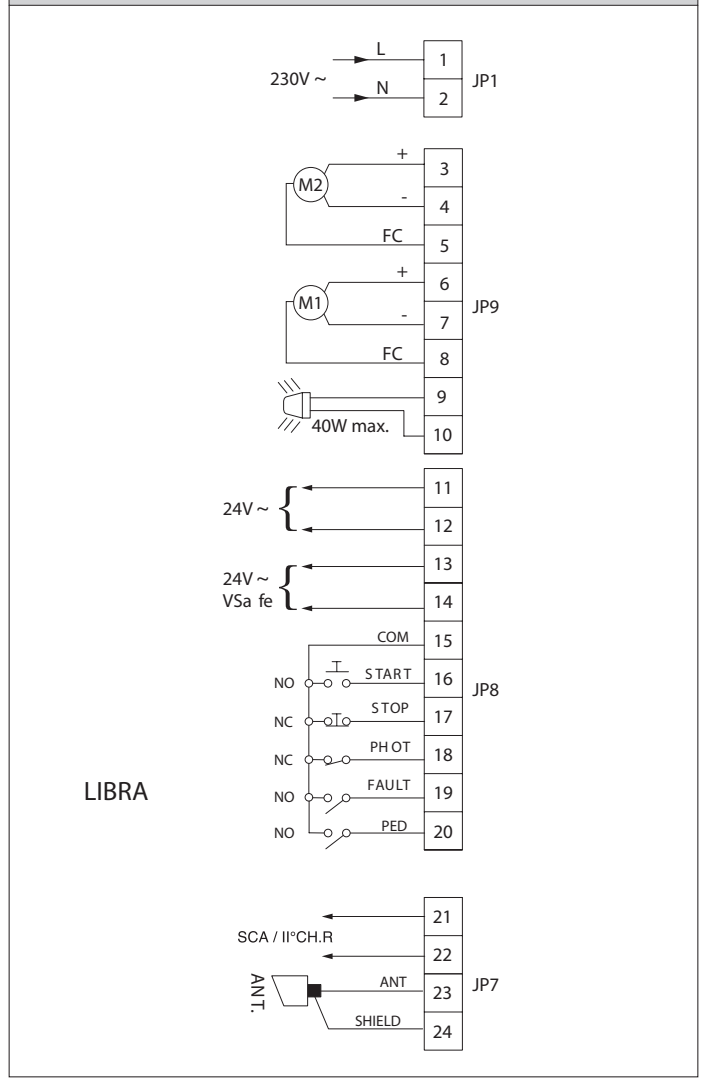 L
1
230V ~
JP1
N
2
+
3
M2
-
4
FC
5
+
6
M1
JP9
-
7
FC
8
9
40W max.
10
11
24V ~ {
12
13
24V ~ {
VSa fe
14
COM
15
NO
START
16
JP8
NC
STOP
17
NC
PHOT
18
LIBRA
NO
FAULT
19
NO
PED
20
21
SCA / II°CH.R
22
ANT.
ANT
23
JP7
SHIELD
24